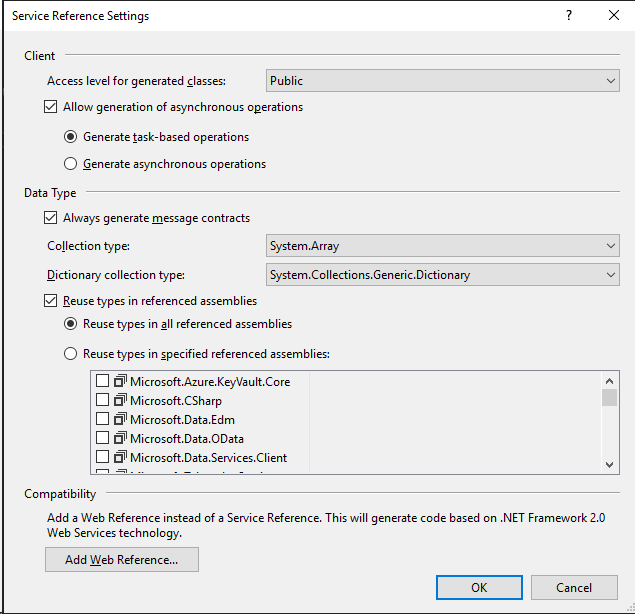 Service Reference Settings
?
Client
Access level for generated classes:
Public
Allow generation of asynchronous operations
Generate task-based operations
Generate asynchronous operations
Data Type
Always generate message contracts
Collection type:
System.Array
Dictionary collection type:
System.Collections.Generic.Dictionary
Reuse types in referenced assemblies
Reuse types in all referenced assemblies
Reuse types in specified referenced assemblies:
Microsoft.Azure.KeyVault.Core
Microsoft.CSharp
Microsoft.Data.Edm
Microsoft.Data.OData
Microsoft.Data.Services.Client
Compatibility
Add a Web Reference instead of a Service Reference. This will generate code based on .NET Framework 2.0
Web Services technology.
Add Web Reference...
OK
Cancel